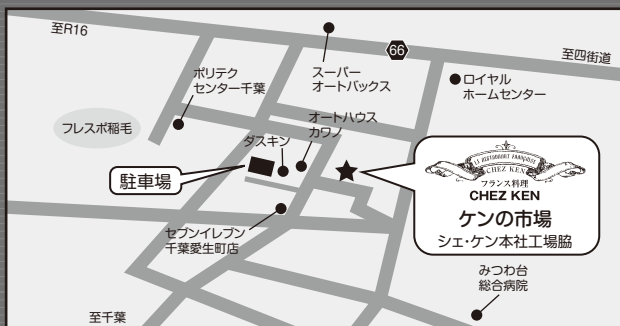 至R16
66
至四街道
ポリテク
センター千葉
スーパー
オートバックス
ロイヤル
ホームセンター
フレスポ稲毛
オートハウス
カワノ
ダスキン
駐車場
LE RESTAURANT FRANÇAISE
CHEZ KEN
フランス料理
CHEZ KEN
ケンの市場
シェ・ケン本社工場脇
セブンイレブン
千葉愛生町店
みつわ台
総合病院
至千葉